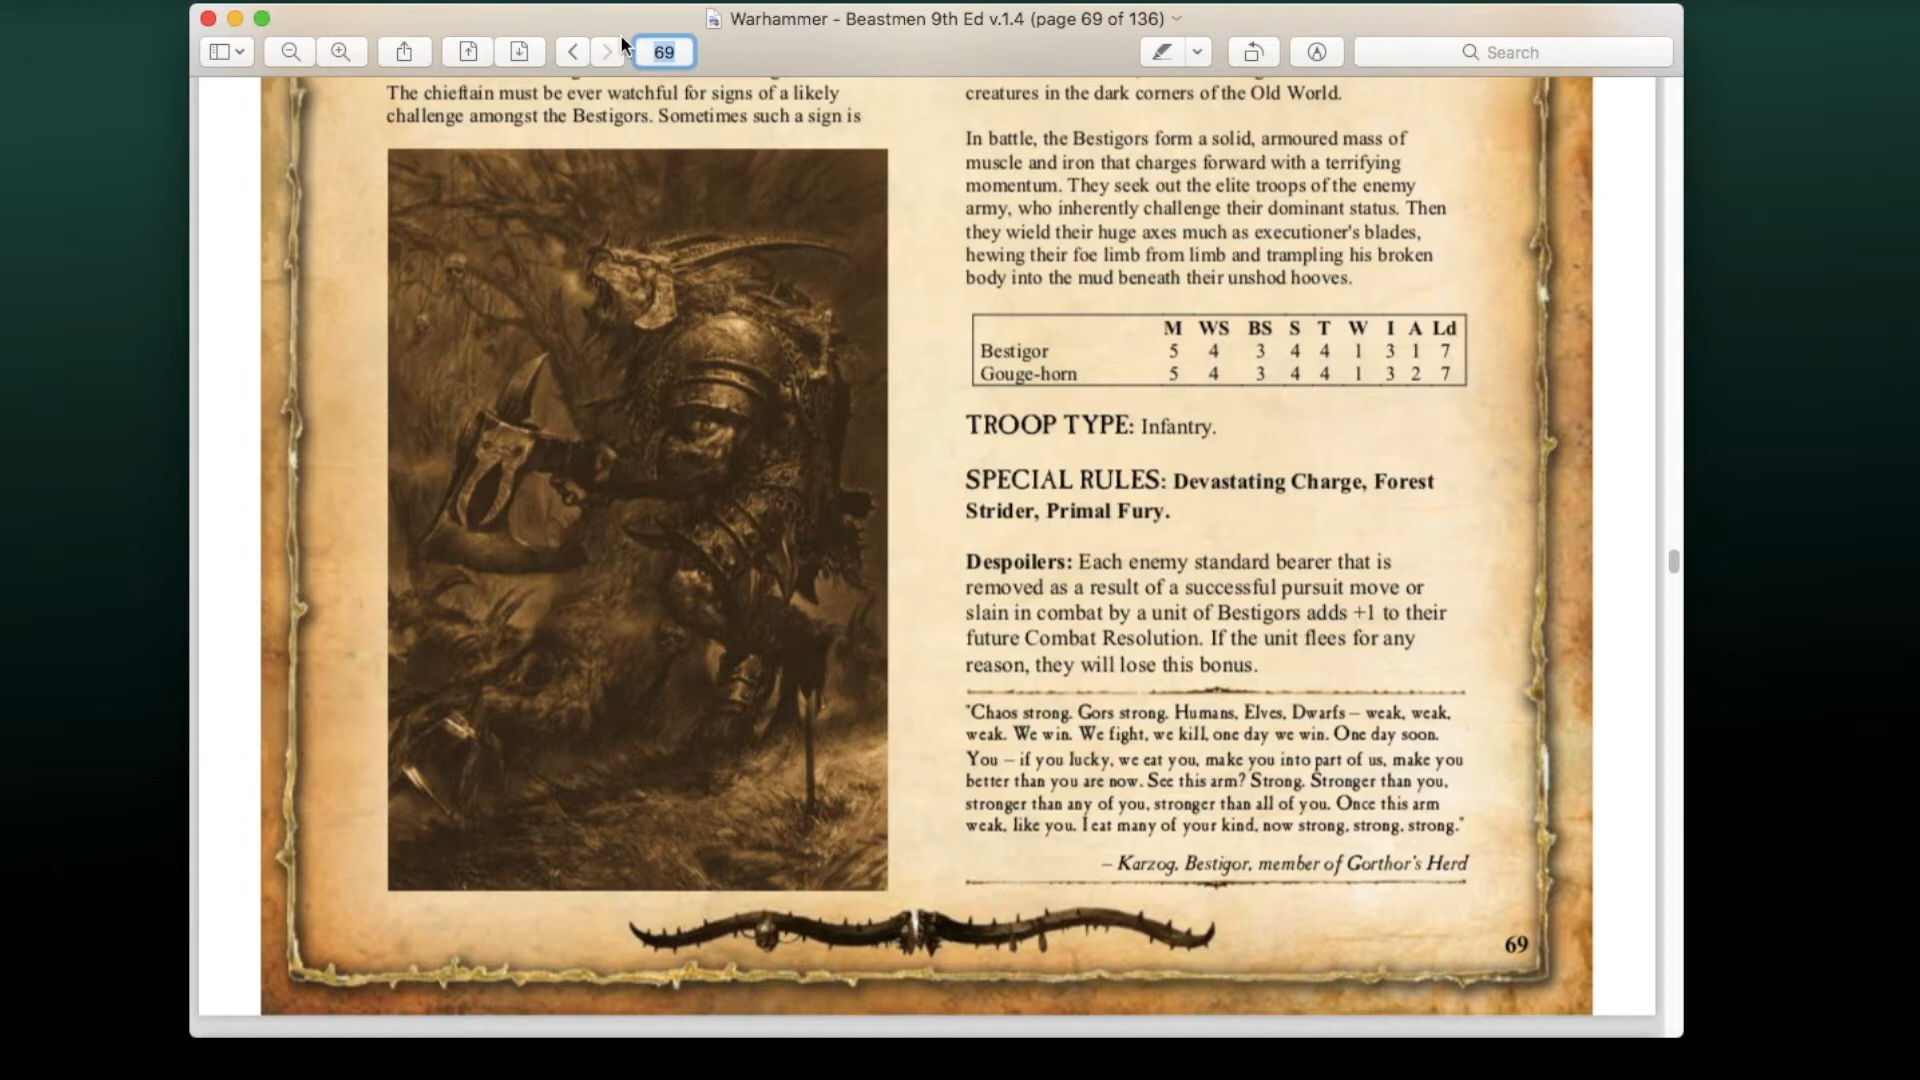 Warhammer - Beastmen 9th Ed v.1.4 (page 69 of 136)
69
Search
The chieftain must be ever watchful for signs of a likely
challenge amongst the Bestigors. Sometimes such a sign is
creatures in the dark corners of the Old World.
In battle, the Bestigors form a solid, armoured mass of
muscle and iron that charges forward with a terrifying
momentum. They seek out the elite troops of the enemy
army, who inherently challenge their dominant status. Then
they wield their huge axes much as executioner's blades,
hewing their foe limb from limb and trampling his broken
body into the mud beneath their unshod hooves.
M WS BS S T W I A Ld
Bestigor 5 4 3 4 4 1 3 1 7
Gouge-horn 5 4 3 4 4 1 3 2 7
TROOP TYPE: Infantry.
SPECIAL RULES: Devastating Charge, Forest
Strider, Primal Fury.
Despoilers: Each enemy standard bearer that is
removed as a result of a successful pursuit move or
slain in combat by a unit of Bestigors adds +1 to their
future Combat Resolution. If the unit flees for any
reason, they will lose this bonus.
"Chaos strong. Gors strong. Humans, Elves, Dwarfs – weak, weak,
weak. We win. We fight, we kill, one day we win. One day soon.
You – if you lucky, we eat you, make you into part of us, make you
better than you are now. See this arm? Strong. Stronger than you,
stronger than any of you, stronger than all of you. Once this arm
weak, like you. I eat many of your kind, now strong, strong, strong."
– Karzog, Bestigor, member of Gorthor's Herd
69